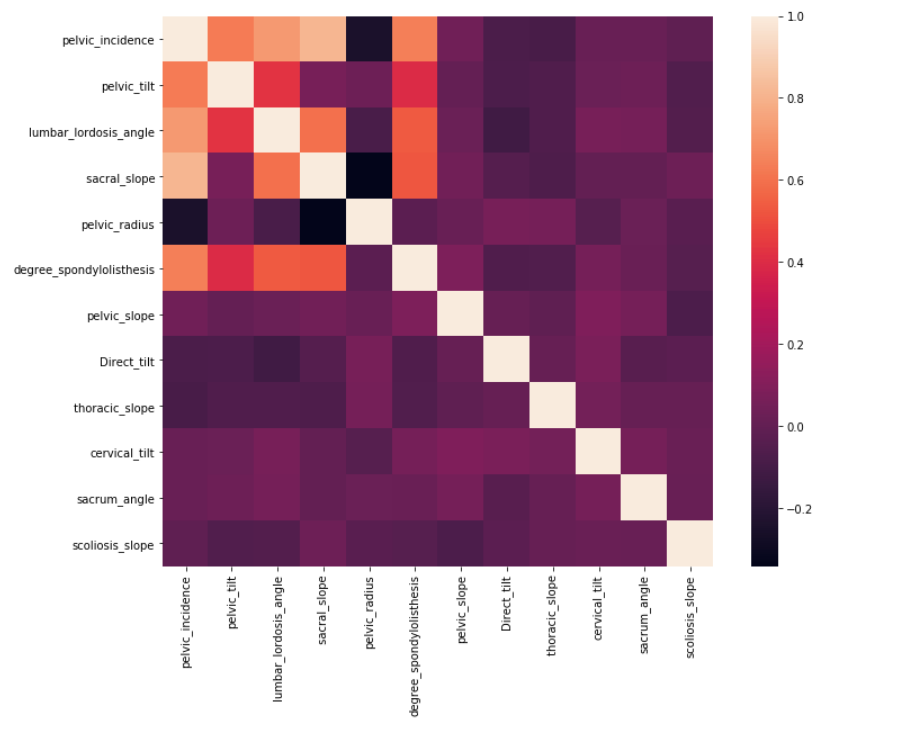 pelvic_incidence
pelvic_tilt
lumbar_lordosis_angle
sacral_slope
pelvic_radius
degree_spondylolisthesis
pelvic_slope
Direct_tilt
thoracic_slope
cervical_tilt
sacrum_angle
scoliosis_slope
pelvic_incidence
pelvic_tilt
lumbar_lordosis_angle
sacral_slope
pelvic_radius
degree_spondylolisthesis
pelvic_slope
Direct_tilt
thoracic_slope
cervical_tilt
sacrum_angle
scoliosis_slope
1.0
0.8
0.6
0.4
0.2
0.0
−0.2